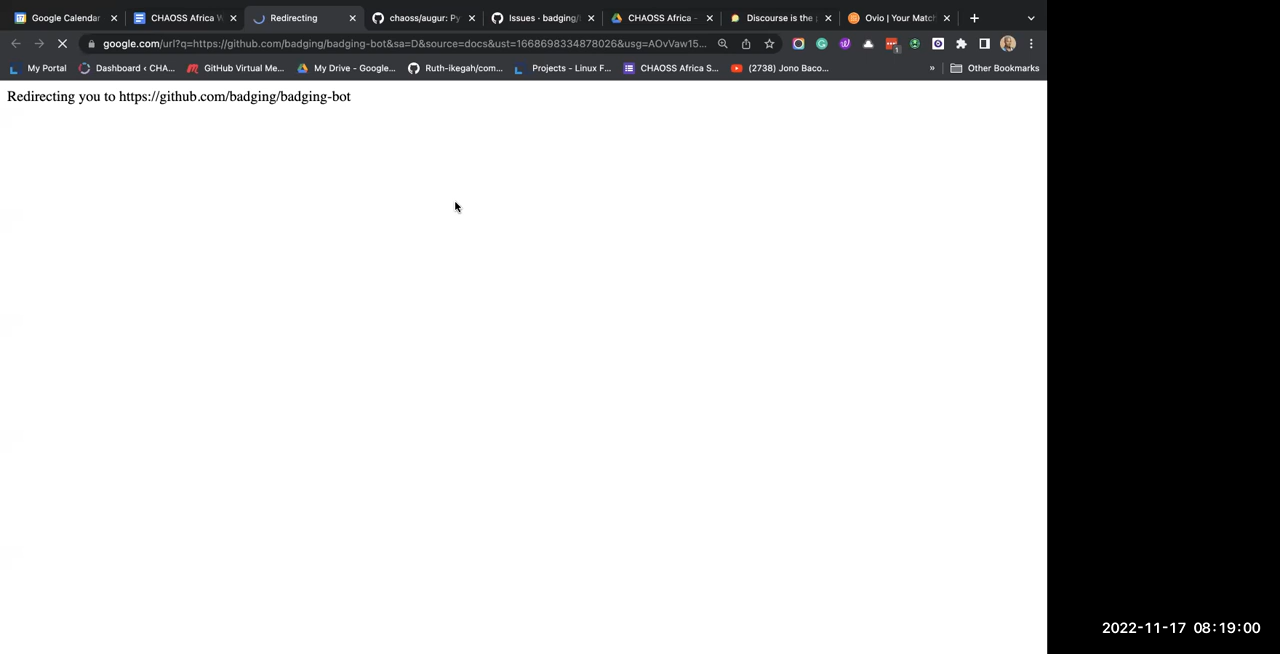 Google Calendar
CHAOSS Africa W
Redirecting
chaoss/augur: Py
Issues · badging/
CHAOSS Africa -
Discourse is the
Ovio | Your Match
google.com/url?q=https://github.com/badging/badging-bot&sa=D&source=docs&ust=1668698334878026&usg=AOvVaw15...
1
My Portal
Dashboard ‹ CHA...
GitHub Virtual Me...
My Drive - Google...
Ruth-ikegah/com...
Projects - Linux F...
CHAOSS Africa S...
(2738) Jono Baco...
»
Other Bookmarks
Redirecting you to https://github.com/badging/badging-bot
2022-11-17 08:19:00